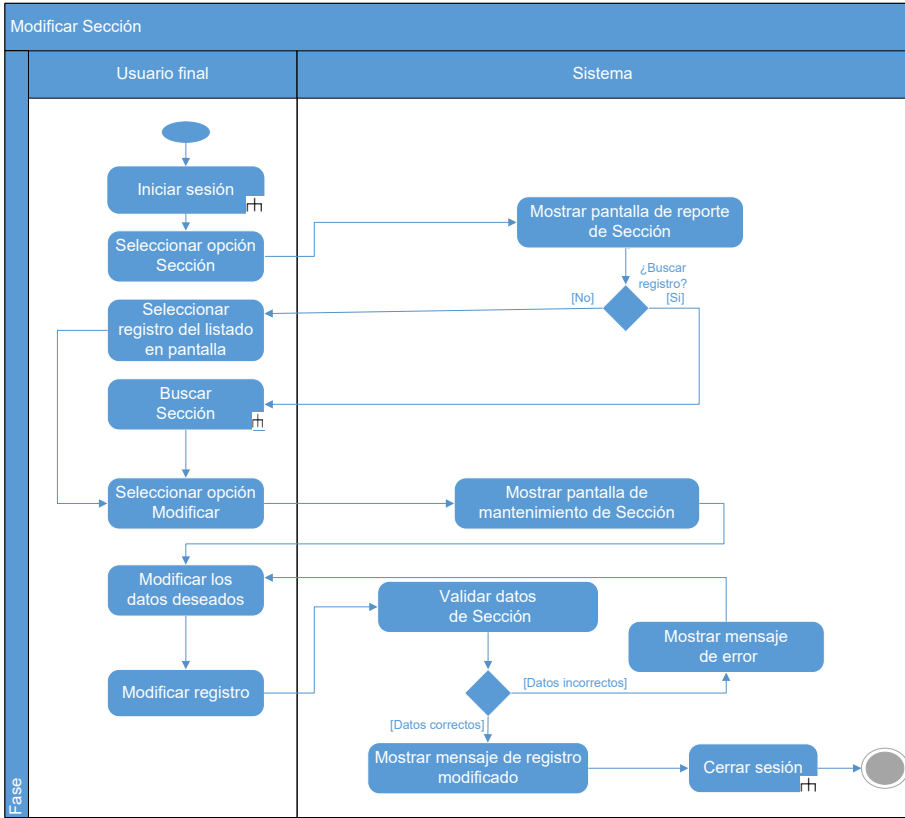 Modificar Sección
Usuario final
Sistema
Fase
Iniciar sesión
Seleccionar opción
Sección
Mostrar pantalla de reporte
de Sección
¿Buscar
registro?
[No]
[Si]
Seleccionar
registro del listado
en pantalla
Buscar
Sección
Seleccionar opción
Modificar
Mostrar pantalla de
mantenimiento de Sección
Modificar los
datos deseados
Validar datos
de Sección
Mostrar mensaje
de error
Modificar registro
[Datos incorrectos]
[Datos correctos]
Mostrar mensaje de registro
modificado
Cerrar sesión